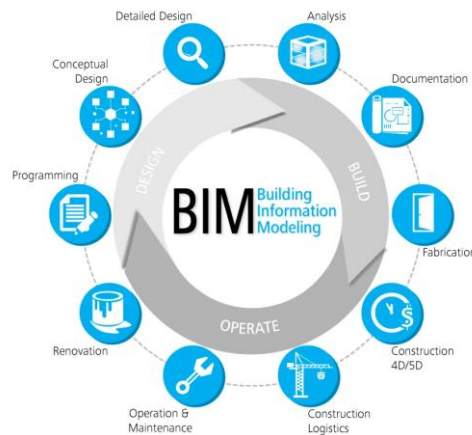 Detailed Design
Analysis
Conceptual
Design
Documentation
Programming
DESIGN
BUILD
BIM
Building
Information
Modeling
Fabrication
OPERATE
Renovation
$
Construction
4D/5D
Operation &
Maintenance
Construction
Logistics